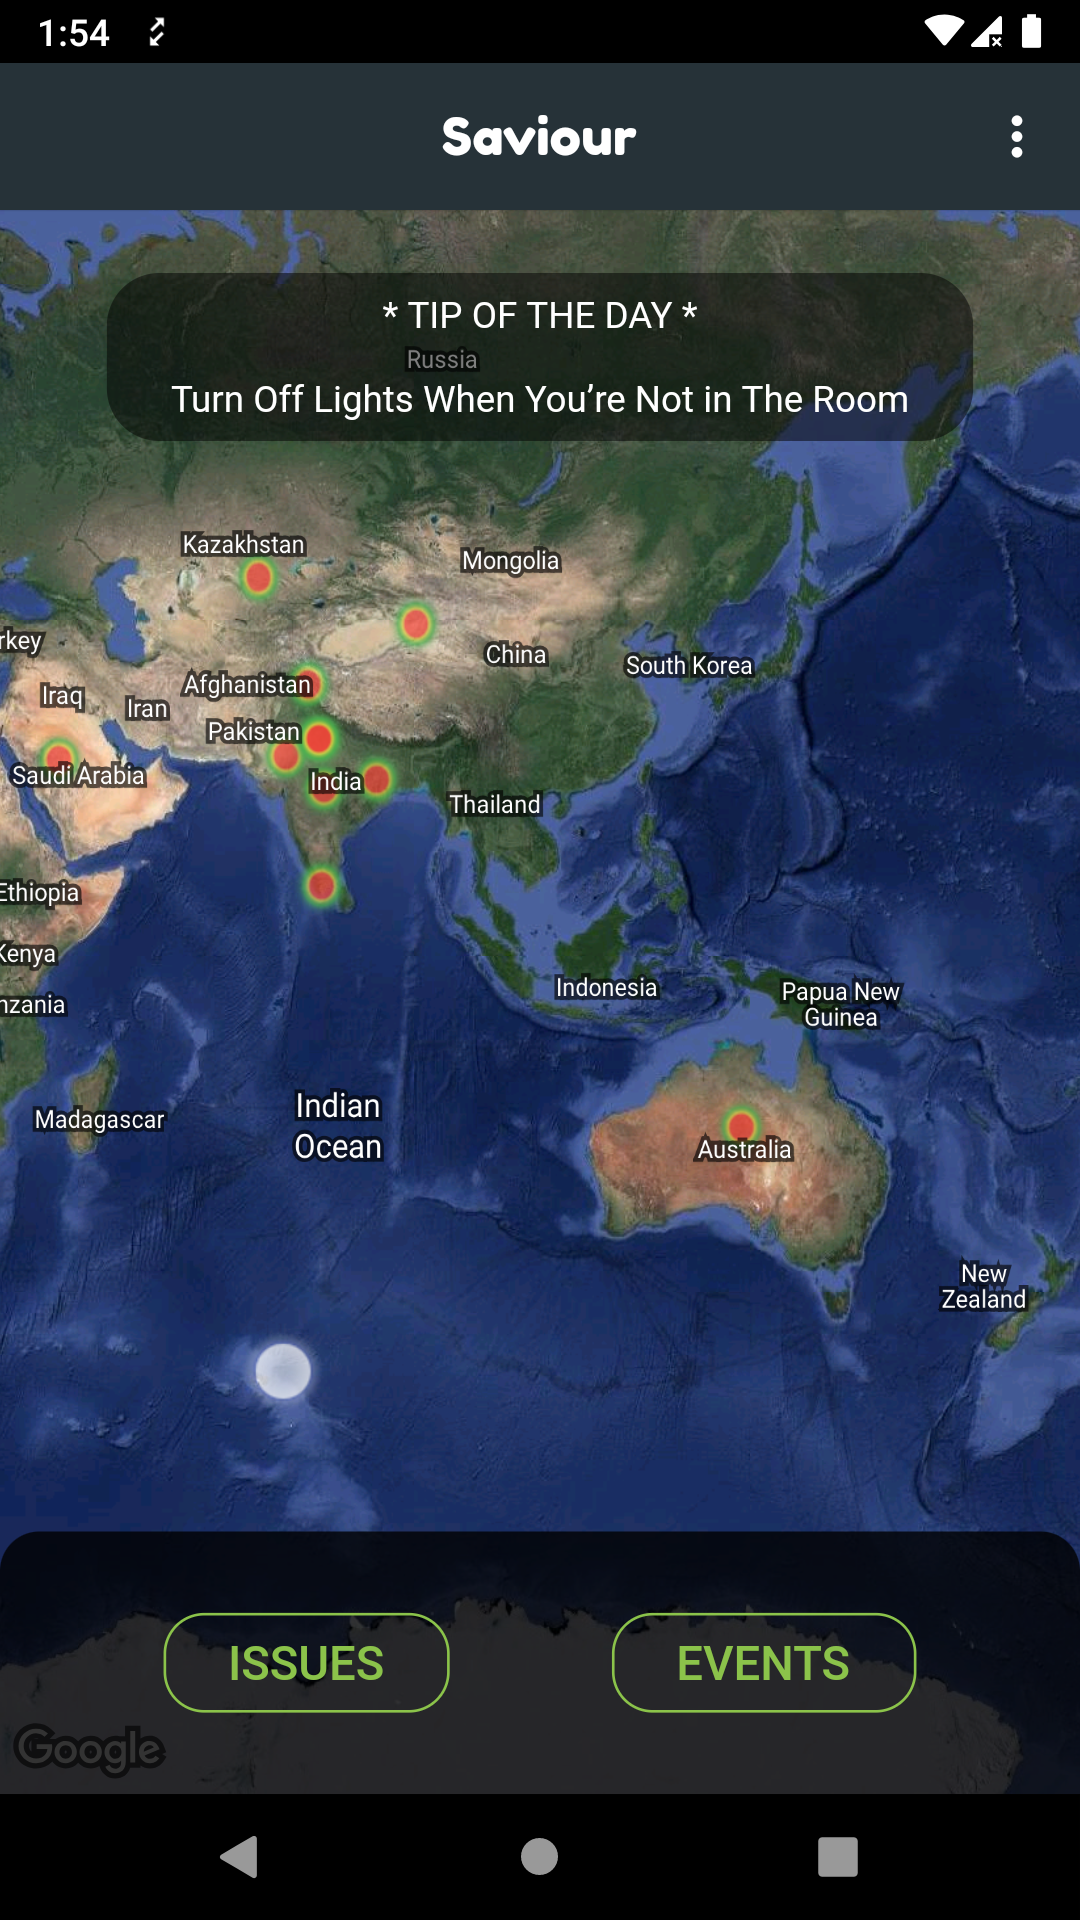 1:54
Saviour
* TIP OF THE DAY *
Russia
Turn Off Lights When You’re Not in The Room
Kazakhstan
Mongolia
rkey
China
South Korea
Afghanistan
Iraq
Iran
Pakistan
Saudi Arabia
India
Thailand
Ethiopia
Kenya
nzania
Indonesia
Papua New
Guinea
Madagascar
Indian
Ocean
Australia
New
Zealand
ISSUES
EVENTS
Google